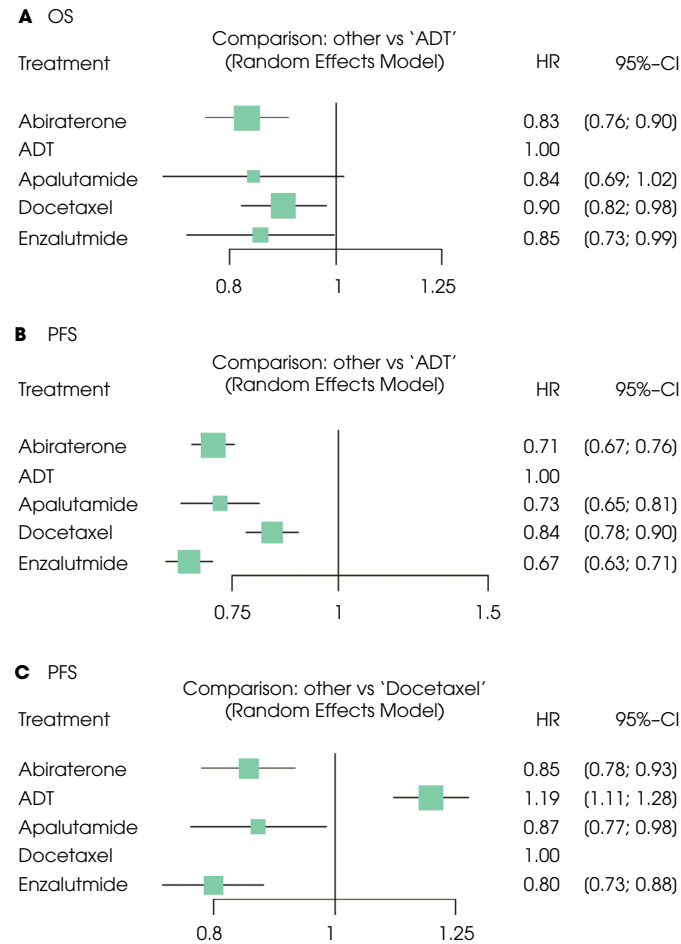 A OS
Comparison: other vs ‘ADT’
Treatment (Random Effects Model) HR 95%–CI
Abiraterone 0.83 (0.76; 0.90)
ADT 1.00
Apalutamide 0.84 (0.69; 1.02)
Docetaxel 0.90 (0.82; 0.98)
Enzalutmide 0.85 (0.73; 0.99)
0.8 1 1.25
B PFS
Comparison: other vs ‘ADT’
Treatment (Random Effects Model) HR 95%–CI
Abiraterone 0.71 (0.67; 0.76)
ADT 1.00
Apalutamide 0.73 (0.65; 0.81)
Docetaxel 0.84 (0.78; 0.90)
Enzalutmide 0.67 (0.63; 0.71)
0.75 1 1.5
C PFS
Comparison: other vs ‘Docetaxel’
Treatment (Random Effects Model) HR 95%–CI
Abiraterone 0.85 (0.78; 0.93)
ADT 1.19 (1.11; 1.28)
Apalutamide 0.87 (0.77; 0.98)
Docetaxel 1.00
Enzalutmide 0.80 (0.73; 0.88)
0.8 1 1.25